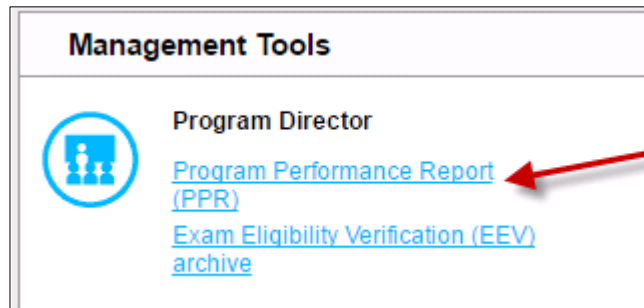 Management Tools
Program Director
Program Performance Report
(PPR)
Exam Eligibility Verification (EEV)
archive